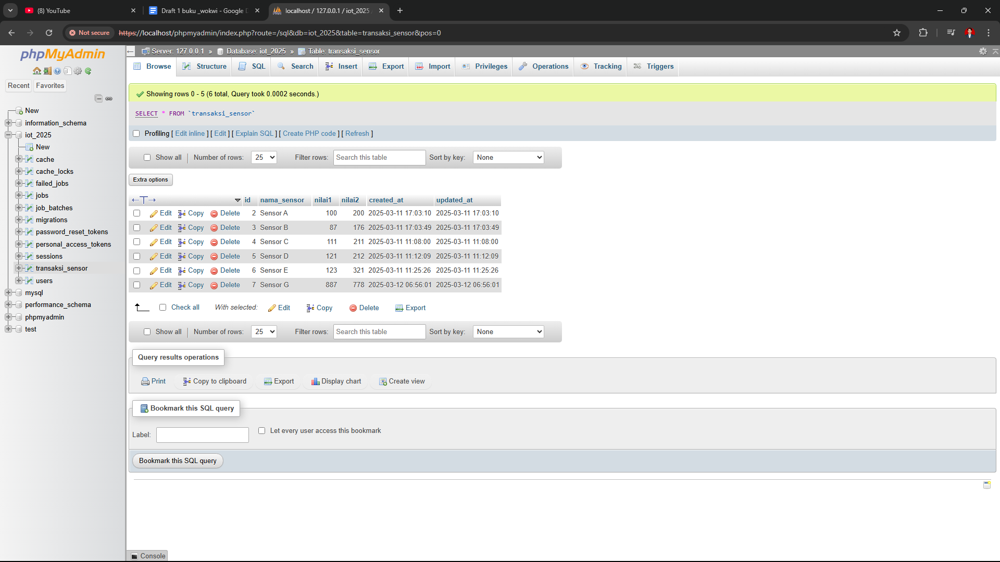 (8) YouTube
Draft 1 buku _wokwi - Google D
localhost / 127.0.0.1 / iot_2025
Not secure
https://localhost/phpmyadmin/index.php?route=/sql&db=iot_2025&table=transaksi_sensor&pos=0
phpMyAdmin
Recent Favorites
New
information_schema
iot_2025
New
cache
cache_locks
failed_jobs
jobs
job_batches
migrations
password_reset_tokens
personal_access_tokens
sessions
transaksi_sensor
users
mysql
performance_schema
phpmyadmin
test
Server: 127.0.0.1 » Database: iot_2025 » Table: transaksi_sensor
Browse Structure SQL Search Insert Export Import Privileges Operations Tracking Triggers
Showing rows 0 - 5 (6 total, Query took 0.0002 seconds.)
SELECT * FROM `transaksi_sensor`
Profiling [ Edit inline ] [ Edit ] [ Explain SQL ] [ Create PHP code ] [ Refresh ]
Show all Number of rows: 25 Filter rows: Search this table Sort by key: None
Extra options
id nama_sensor nilai1 nilai2 created_at updated_at
Edit Copy Delete 2 Sensor A 100 200 2025-03-11 17:03:10 2025-03-11 17:03:10
Edit Copy Delete 3 Sensor B 87 176 2025-03-11 17:03:49 2025-03-11 17:03:49
Edit Copy Delete 4 Sensor C 111 211 2025-03-11 11:08:00 2025-03-11 11:08:00
Edit Copy Delete 5 Sensor D 121 212 2025-03-11 11:12:09 2025-03-11 11:12:09
Edit Copy Delete 6 Sensor E 123 321 2025-03-11 11:25:26 2025-03-11 11:25:26
Edit Copy Delete 7 Sensor G 887 778 2025-03-12 06:56:01 2025-03-12 06:56:01
Check all With selected: Edit Copy Delete Export
Show all Number of rows: 25 Filter rows: Search this table Sort by key: None
Query results operations
Print Copy to clipboard Export Display chart Create view
Bookmark this SQL query
Label: Let every user access this bookmark
Bookmark this SQL query
Console